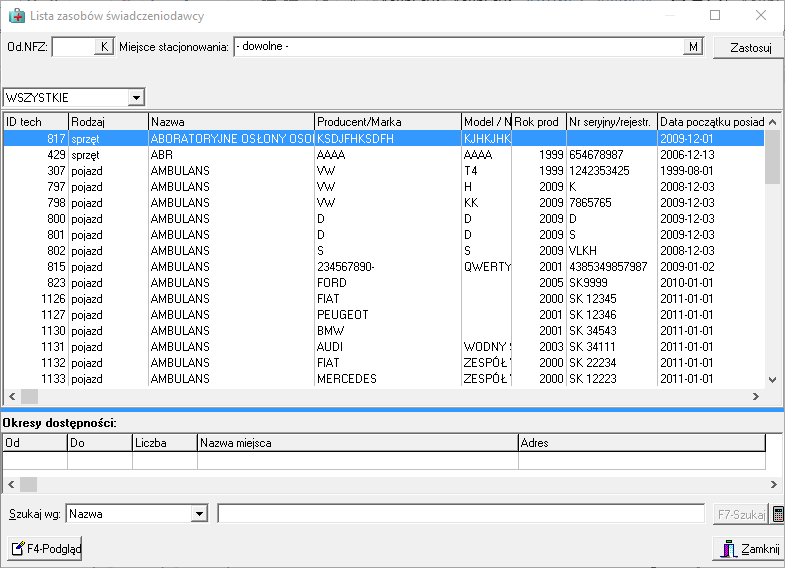 Lista zasobów świadczeniodawcy
Od.NFZ: K Miejsce stacjonowania: - dowolne - M Zastosuj
WSZYSTKIE
ID tech Rodzaj Nazwa Producent/Marka Model / N Rok prod Nr seryjny/rejestr. Data początku posiad
817 sprzęt ABORATORYJNE OSŁONY OSO KSDJFHKSDFH KJHKJHK 2009-12-01
429 sprzęt ABR AAAA AAAA 1999 654678987 2006-12-13
307 pojazd AMBULANS VW T4 1999 1242353425 1999-08-01
797 pojazd AMBULANS VW H 2009 K 2008-12-03
798 pojazd AMBULANS VW KK 2009 7865765 2009-12-03
800 pojazd AMBULANS D D 2009 D 2009-12-03
801 pojazd AMBULANS D D 2009 S 2009-12-03
802 pojazd AMBULANS S S 2009 VLKH 2008-12-03
815 pojazd AMBULANS 234567890- QWERTY 2001 4385349857987 2009-01-02
823 pojazd AMBULANS FORD 2005 SK9999 2010-01-01
1126 pojazd AMBULANS FIAT 2000 SK 12345 2011-01-01
1127 pojazd AMBULANS PEUGEOT 2001 SK 12346 2011-01-01
1130 pojazd AMBULANS BMW 2001 SK 34543 2011-01-01
1131 pojazd AMBULANS AUDI WODNY S 2003 SK 34111 2011-01-01
1132 pojazd AMBULANS FIAT ZESPÓŁ Y 2000 SK 22234 2011-01-01
1133 pojazd AMBULANS MERCEDES ZESPÓŁ Y 2000 SK 12223 2011-01-01
Okresy dostępności:
Od Do Liczba Nazwa miejsca Adres
Szukaj wg: Nazwa F7-Szukaj
F4-Podgląd Zamknij